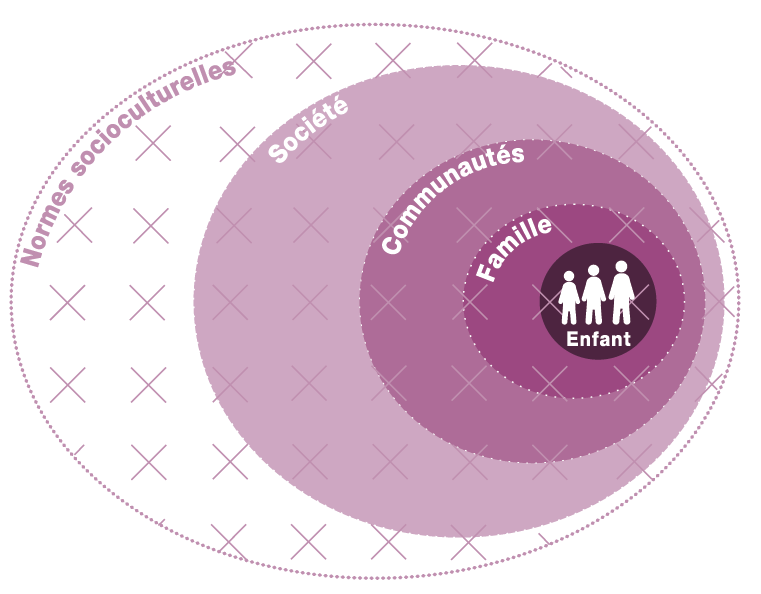 Normes socioculturelles
Société
Communautés
Famille
Enfant